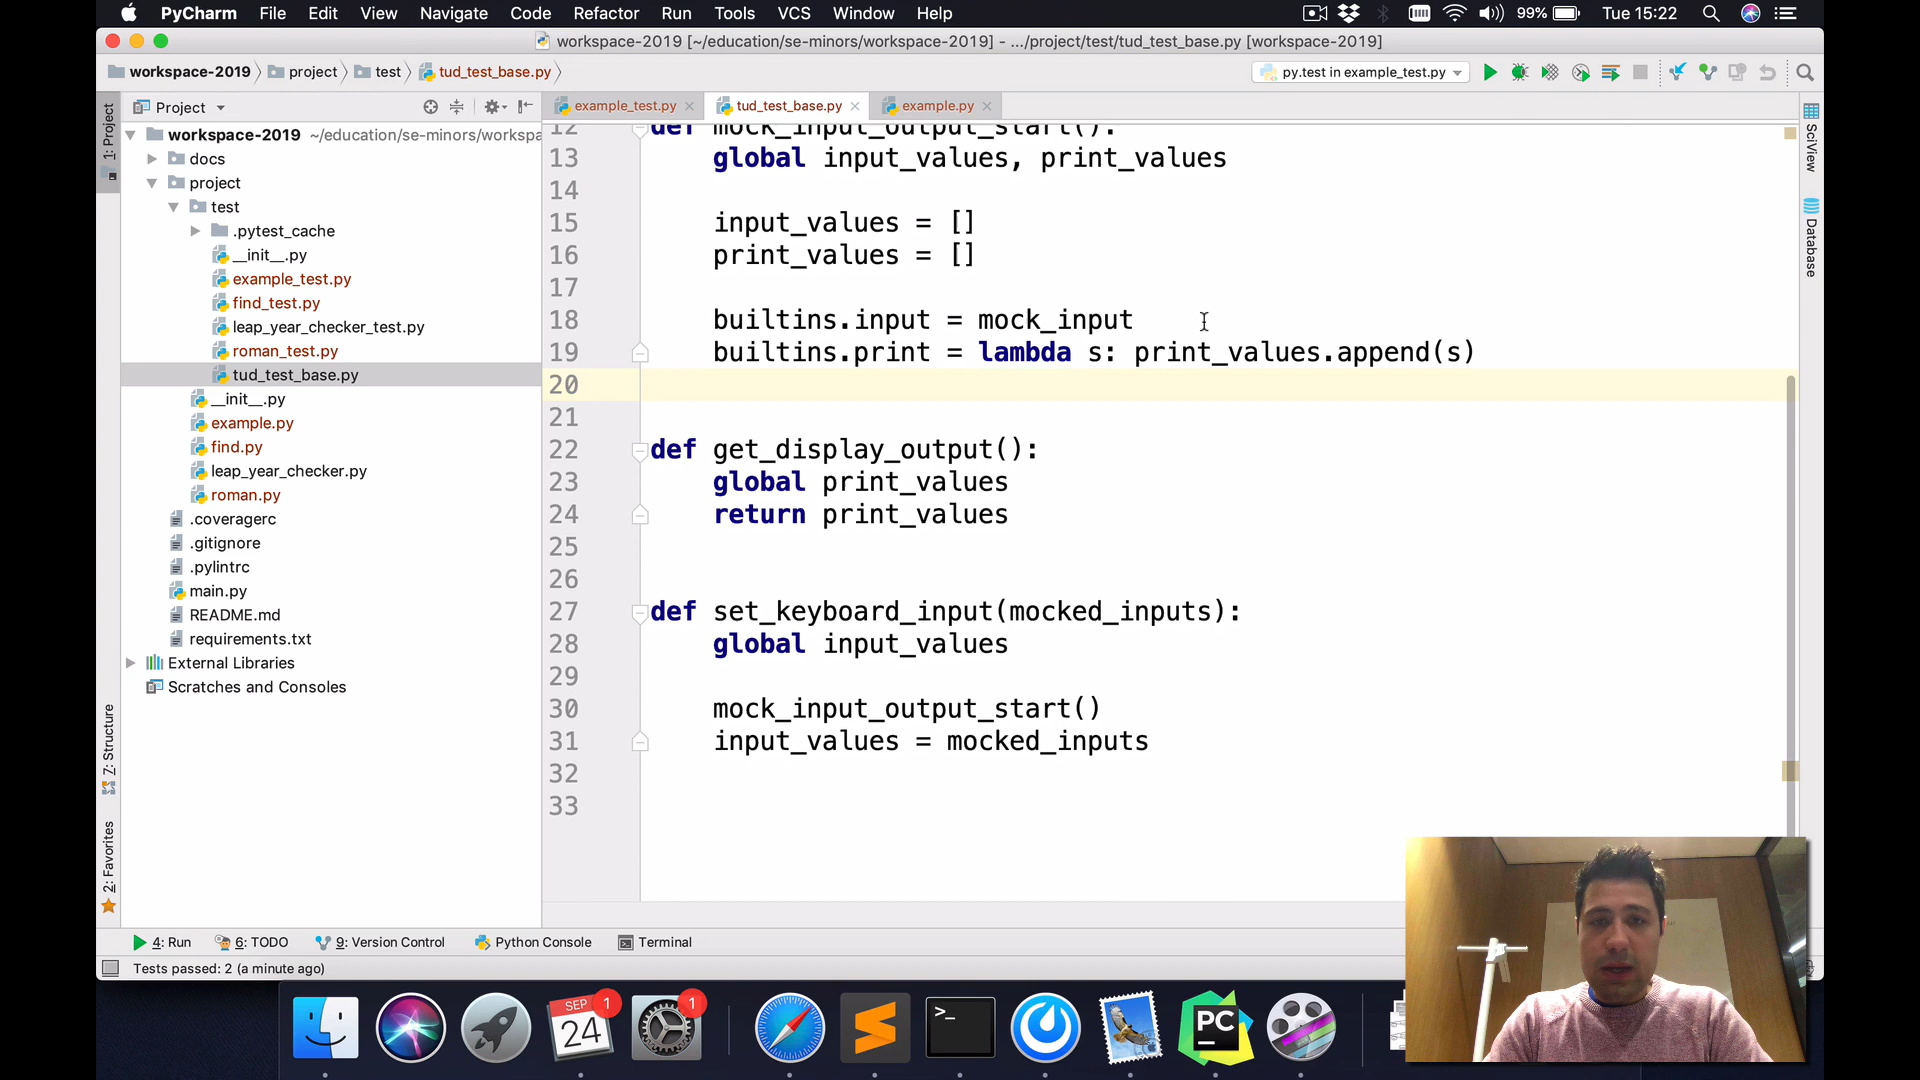 PyCharm File Edit View Navigate Code Refactor Run Tools VCS Window Help 99% Tue 15:22
workspace-2019 [~/education/se-minors/workspace-2019] - .../project/test/tud_test_base.py [workspace-2019]
workspace-2019 project test tud_test_base.py py.test in example_test.py
Project example_test.py tud_test_base.py example.py
workspace-2019 ~/education/se-minors/workspa
docs
project
test
.pytest_cache
__init__.py
example_test.py
find_test.py
leap_year_checker_test.py
roman_test.py
tud_test_base.py
__init__.py
example.py
find.py
leap_year_checker.py
roman.py
.coveragerc
.gitignore
.pylintrc
main.py
README.md
requirements.txt
External Libraries
Scratches and Consoles
1: Project
Z: Structure
2: Favorites
12 def mock_input_output_start():
13 global input_values, print_values
14
15 input_values = []
16 print_values = []
17
18 builtins.input = mock_input
19 builtins.print = lambda s: print_values.append(s)
20
21
22 def get_display_output():
23 global print_values
24 return print_values
25
26
27 def set_keyboard_input(mocked_inputs):
28 global input_values
29
30 mock_input_output_start()
31 input_values = mocked_inputs
32
33
SciView
Database
4: Run 6: TODO 9: Version Control Python Console Terminal
Tests passed: 2 (a minute ago)
SEP 1 1
24
>_
PC